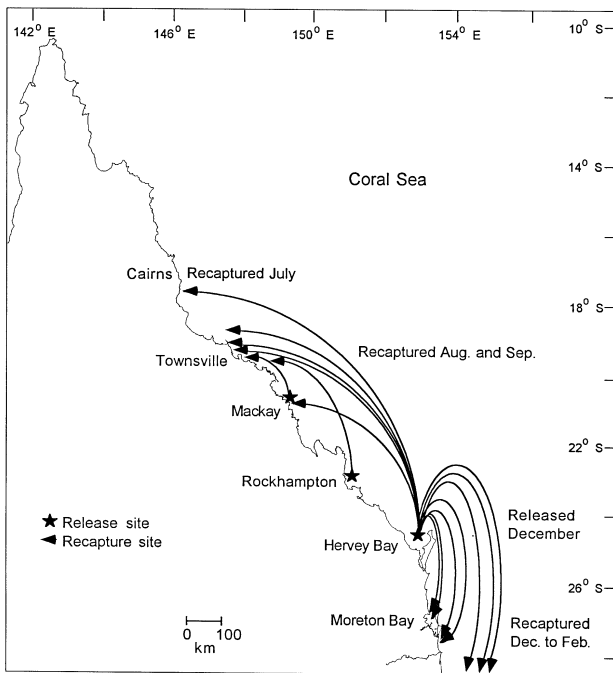 142° E
146° E
150° E
154° E
10° S
14° S
Coral Sea
Cairns
Recaptured July
18° S
Recaptured Aug. and Sep.
Townsville
Mackay
22° S
Rockhampton
Release site
Recapture site
Released
December
Hervey Bay
26° S
Moreton Bay
Recaptured
Dec. to Feb.
0 100
km